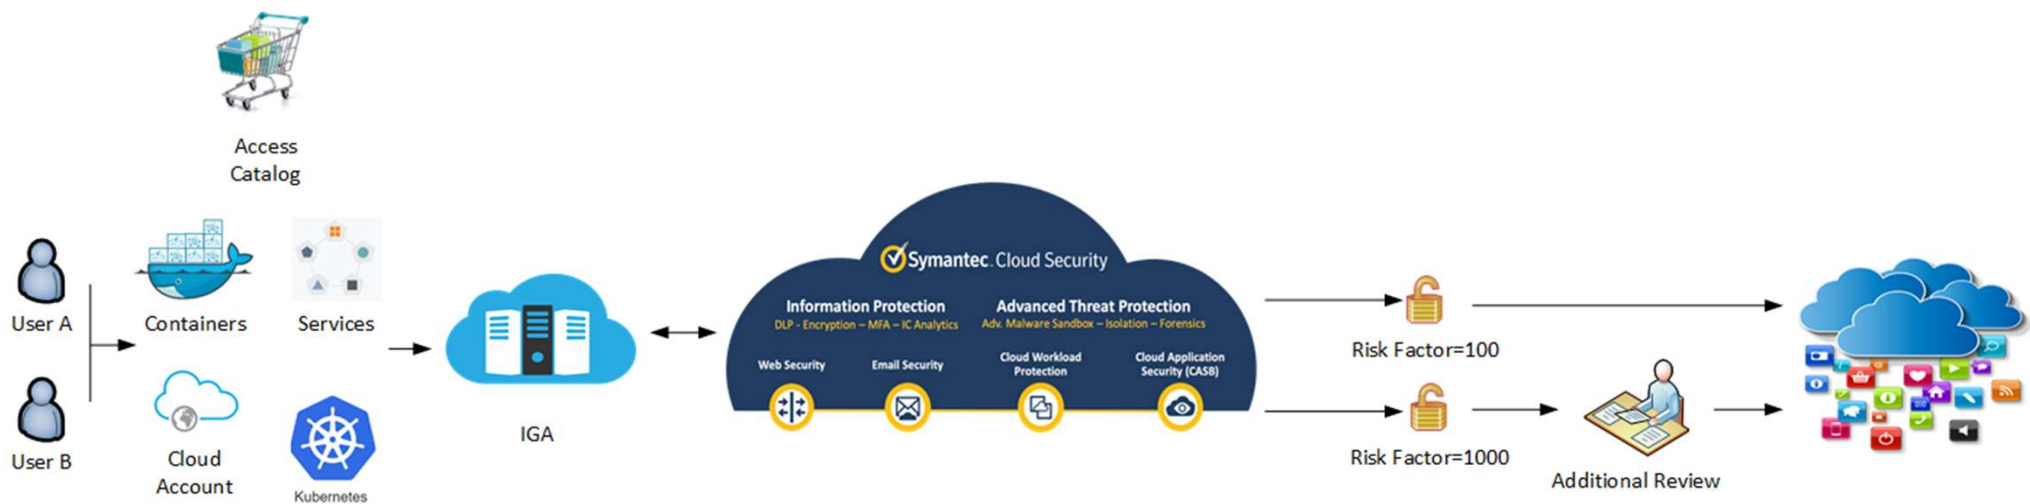 Access
Catalog
User A
Containers
Services
User B
Cloud
Account
Kubernetes
IGA
Symantec. Cloud Security
Information Protection
DLP - Encryption – MFA – IC Analytics
Advanced Threat Protection
Adv. Malware Sandbox – Isolation – Forensics
Web Security
Email Security
Cloud Workload
Protection
Cloud Application
Security (CASB)
Risk Factor=100
Risk Factor=1000
Additional Review